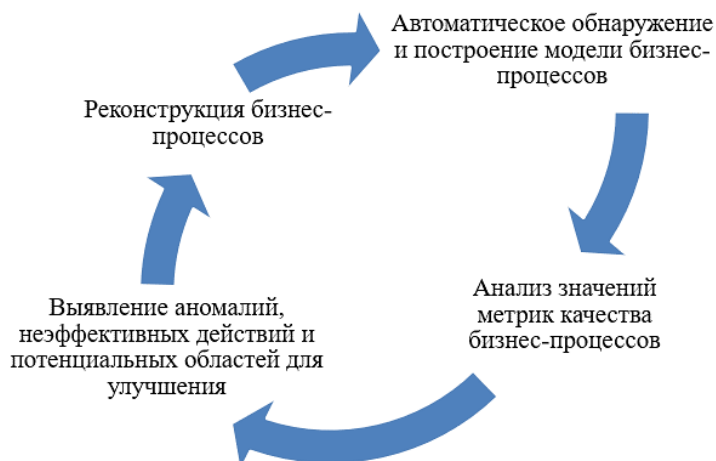 Автоматическое обнаружение
и построение модели бизнес-
процессов
Анализ значений
метрик качества
бизнес-процессов
Выявление аномалий,
неэффективных действий и
потенциальных областей для
улучшения
Реконструкция бизнес-
процессов